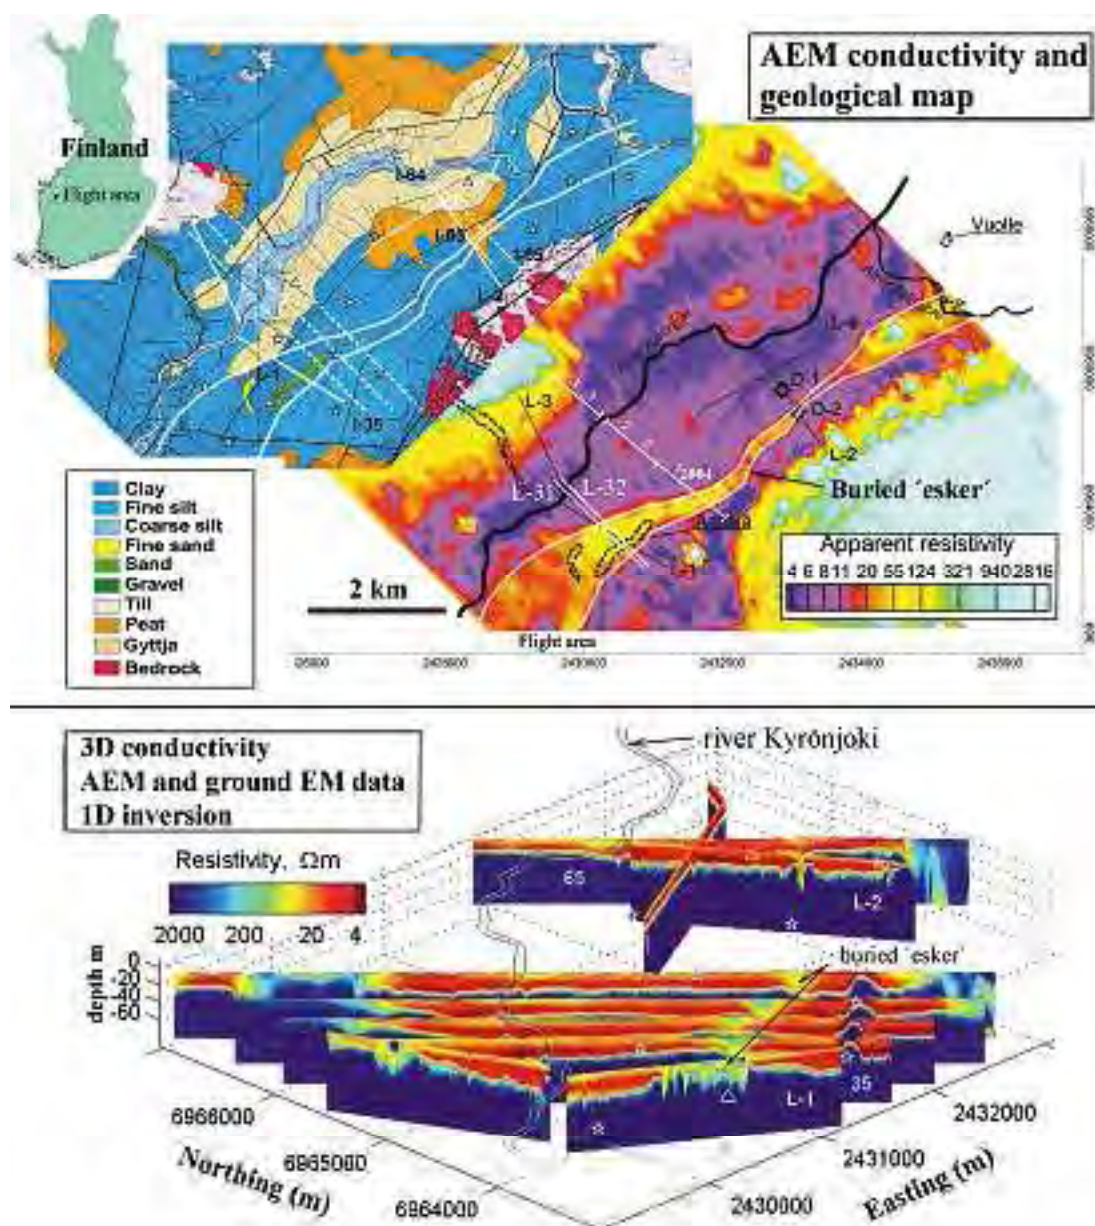 AEM conductivity and
geological map
Finland
Flight area
I-64
I-63
I-35
Vuolle
L-3
L-31
L-32
L-2
Buried ´esker´
Clay
Fine silt
Coarse silt
Fine sand
Sand
Gravel
Till
Peat
Gyttja
Bedrock
2 km
Apparent resistivity
4 6 8 11 20 55 124 321 940 2816
Flight area
3D conductivity
AEM and ground EM data
1D inversion
river Kyrönjoki
Resistivity, Ωm
2000 200 20 4
65
L-2
buried ´esker´
depth m
0
-20
-40
-60
L-1
35
6966000
6965000
6964000
Northing (m)
2432000
2431000
2430000
Easting (m)